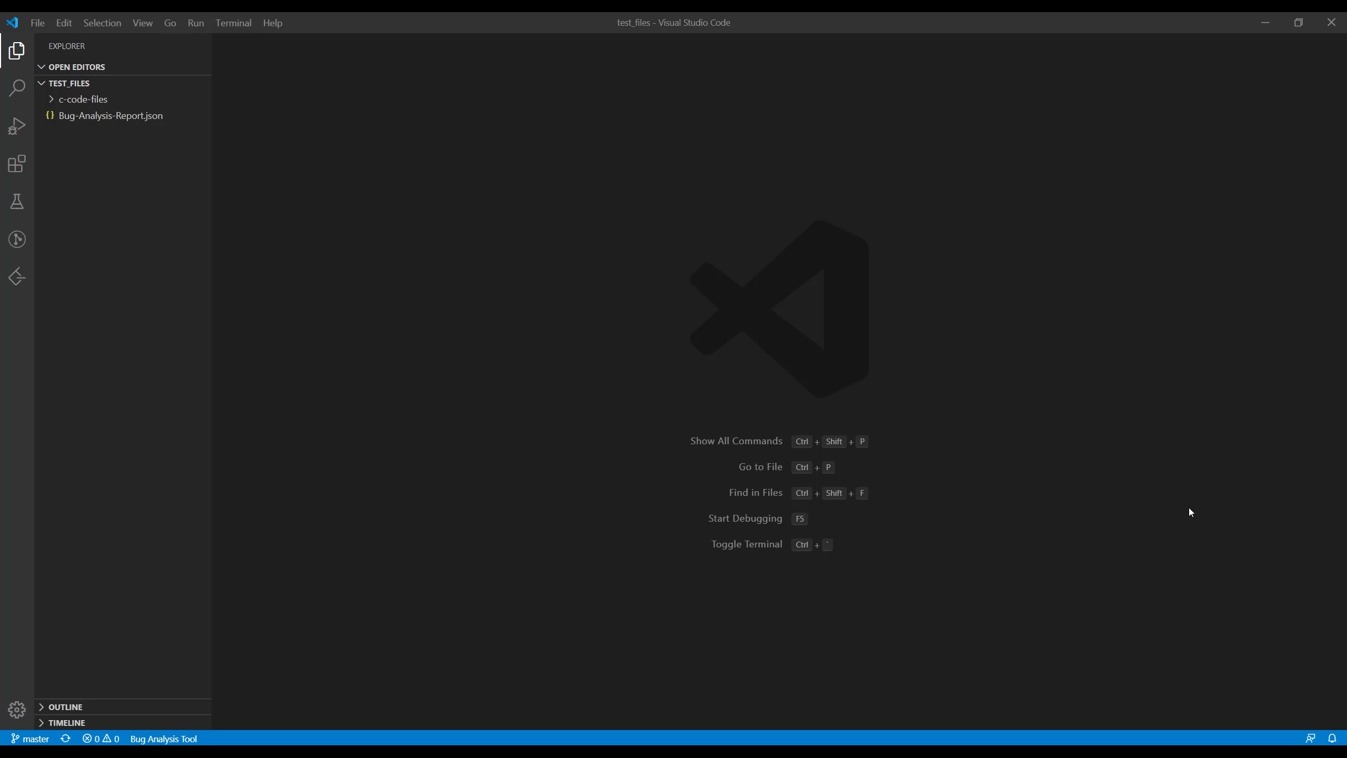 File Edit Selection View Go Run Terminal Help
test_files - Visual Studio Code
EXPLORER
OPEN EDITORS
TEST_FILES
c-code-files
{} Bug-Analysis-Report.json
Show All Commands Ctrl + Shift + P
Go to File Ctrl + P
Find in Files Ctrl + Shift + F
Start Debugging F5
Toggle Terminal Ctrl + `
OUTLINE
TIMELINE
master 0 0 Bug Analysis Tool